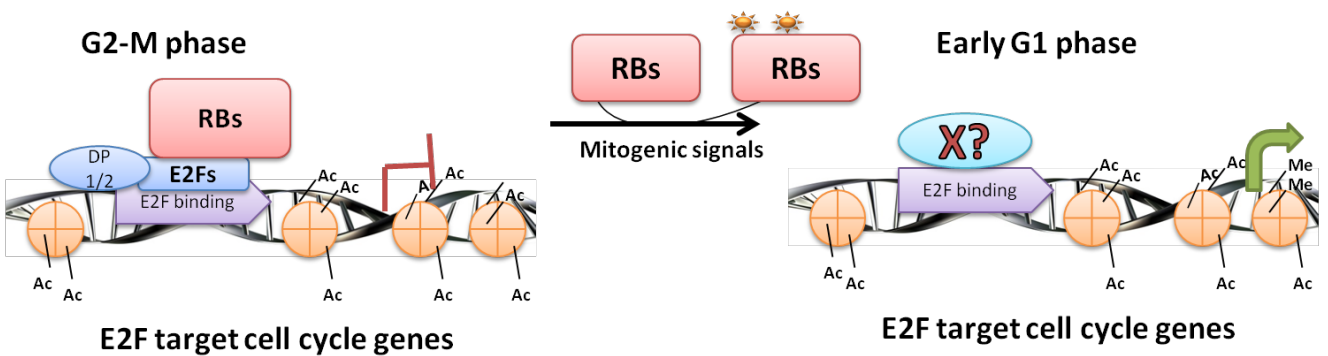 G2-M phase
RBs
DP
1/2
E2Fs
E2F binding
Ac
Ac
Ac
Ac
Ac
Ac
Ac
Ac
Ac
Ac
Ac
E2F target cell cycle genes
RBs
RBs
Mitogenic signals
Early G1 phase
X?
E2F binding
Ac
Ac
Ac
Ac
Me
Me
Ac
Ac
Ac
Ac
Ac
E2F target cell cycle genes